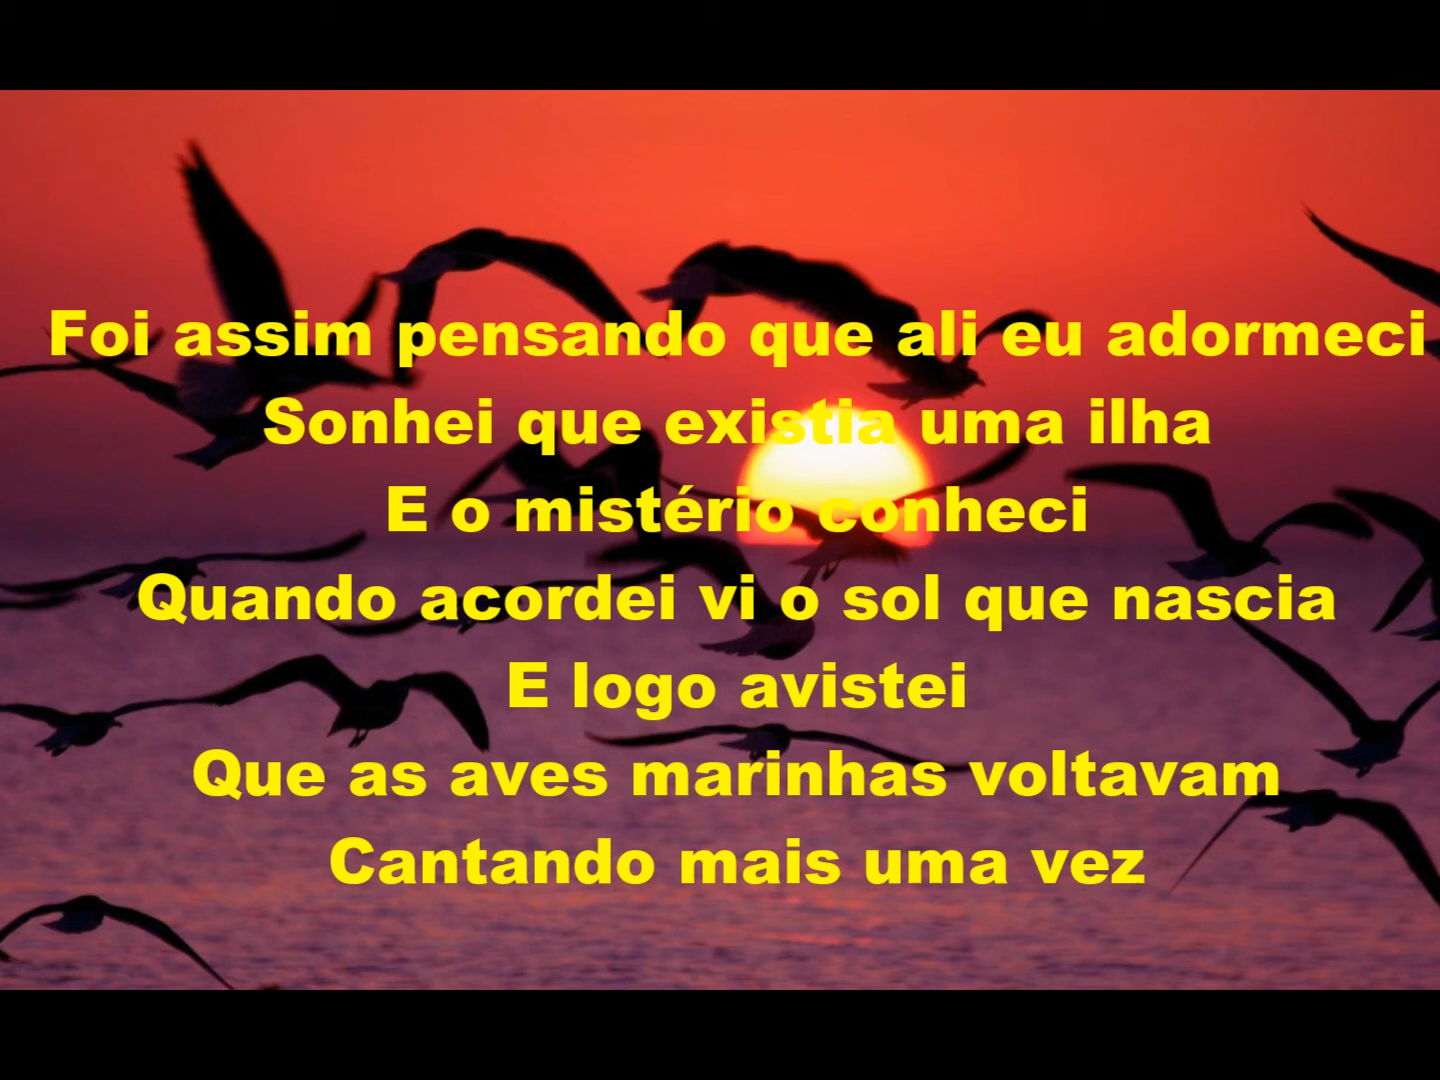 Foi assim pensando que ali eu adormeci
Sonhei que existia uma ilha
E o mistério conheci
Quando acordei vi o sol que nascia
E logo avistei
Que as aves marinhas voltavam
Cantando mais uma vez